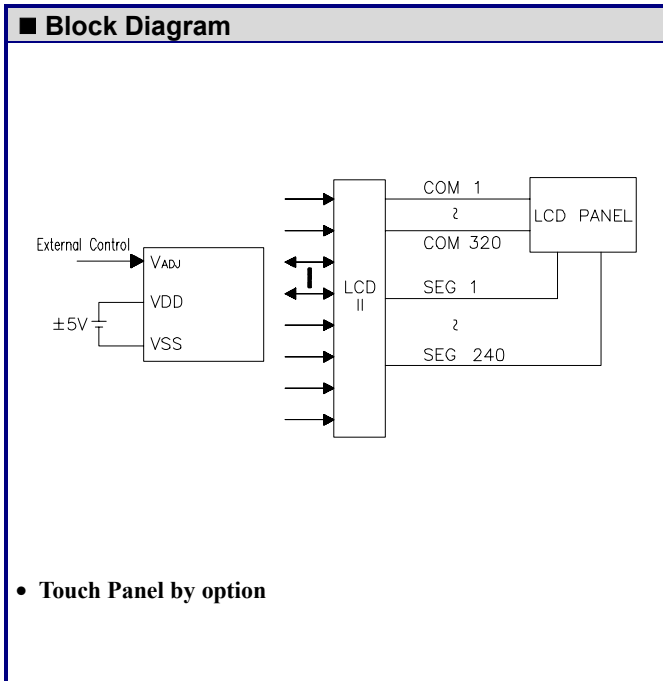 ■ Block Diagram
External Control
VADJ
VDD
VSS
±5V
LCD
II
COM 1
~
COM 320
SEG 1
~
SEG 240
LCD PANEL
• Touch Panel by option